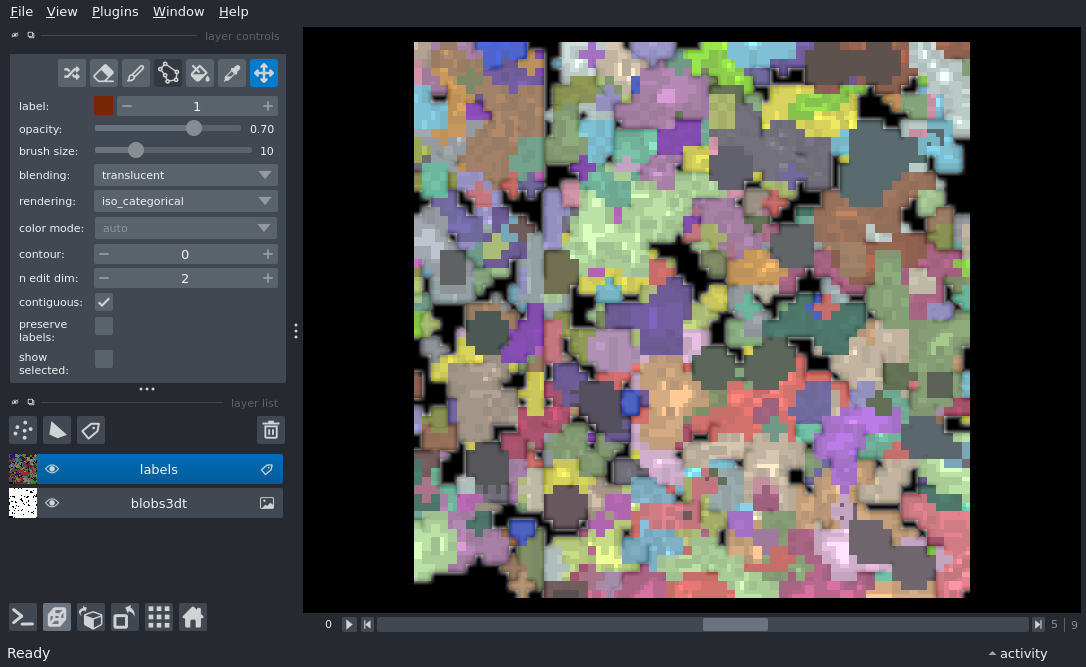 File View Plugins Window Help
layer controls
label: 1
opacity: 0.70
brush size: 10
blending: translucent
rendering: iso_categorical
color mode: auto
contour: 0
n edit dim: 2
contiguous:
preserve
labels:
show
selected:
layer list
labels
blobs3dt
0 5 | 9
Ready activity